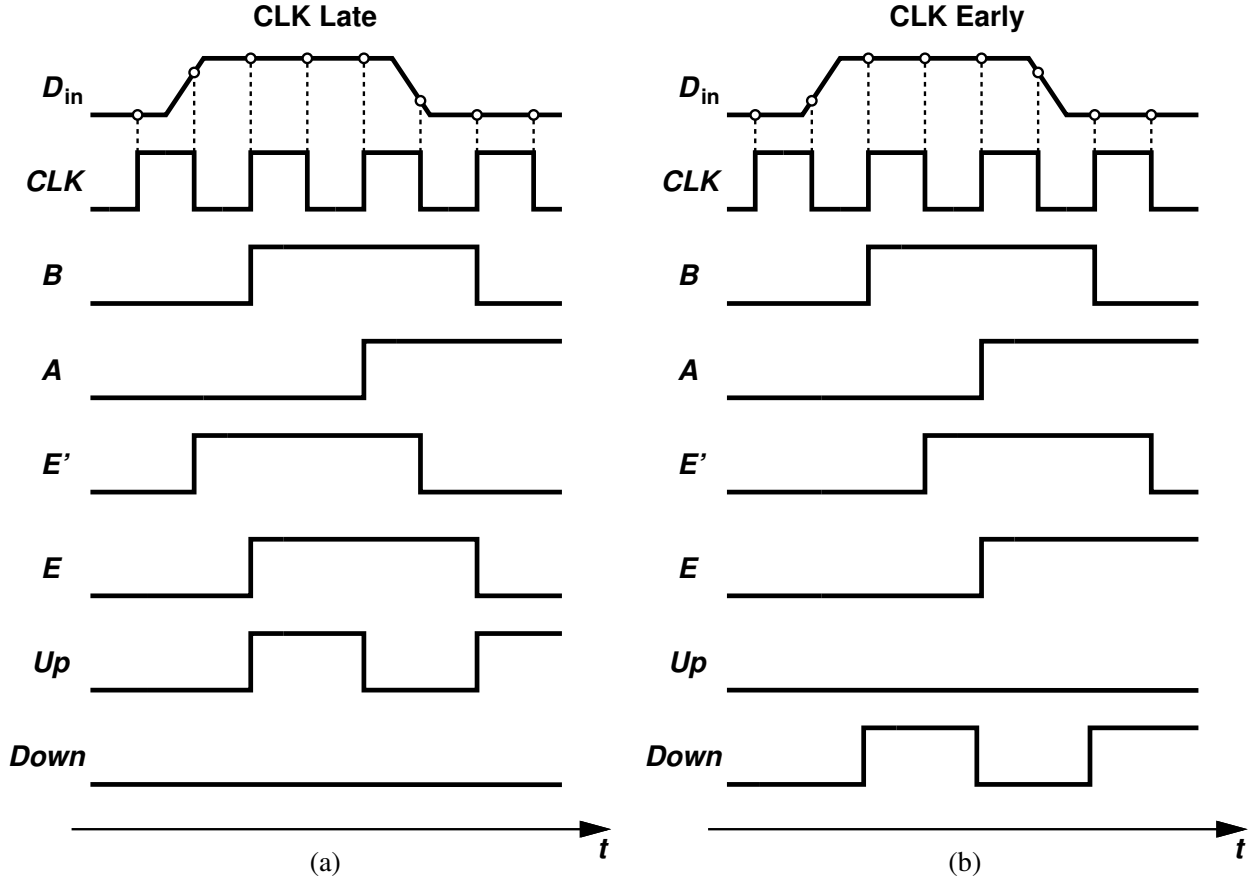 CLK Late
CLK Early
Din
Din
CLK
CLK
B
B
A
A
E'
E'
E
E
Up
Up
Down
Down
t
t
(a)
(b)